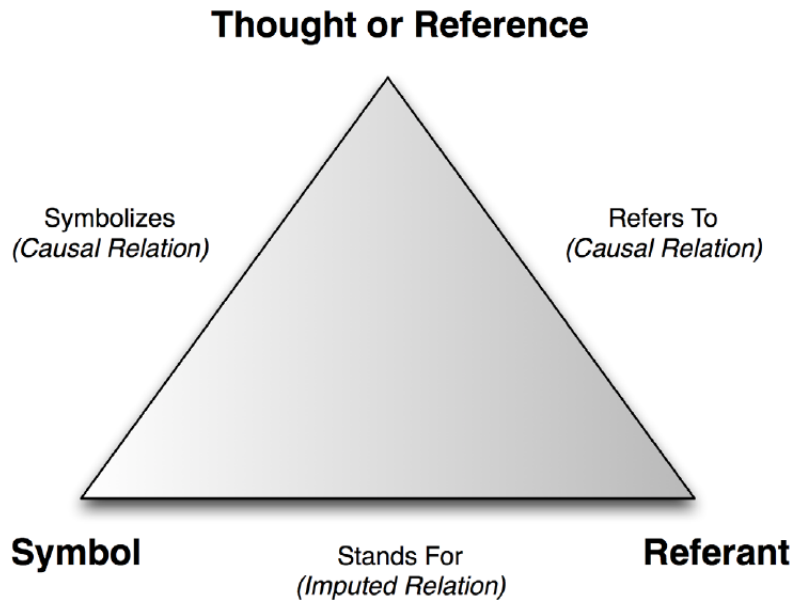 Thought or Reference
Symbolizes
(Causal Relation)
Refers To
(Causal Relation)
Symbol
Stands For
(Imputed Relation)
Referant